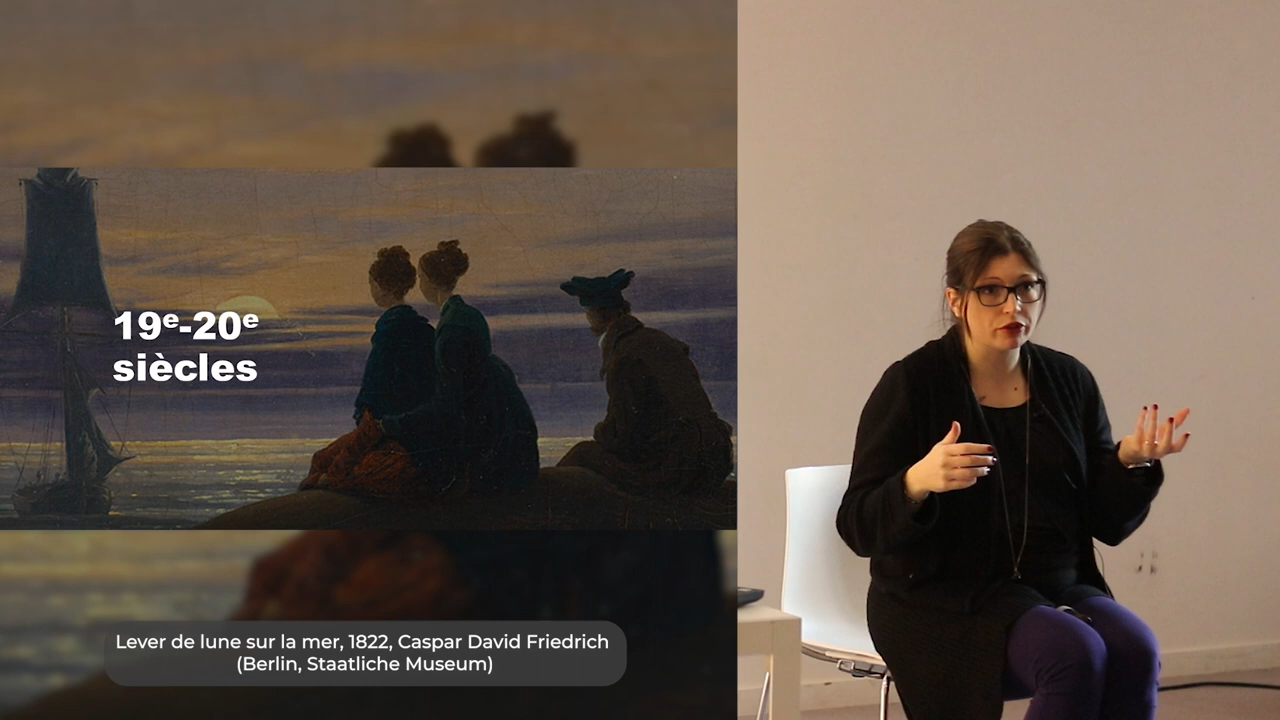 19ᵉ-20ᵉ
siècles
Lever de lune sur la mer, 1822, Caspar David Friedrich
(Berlin, Staatliche Museum)